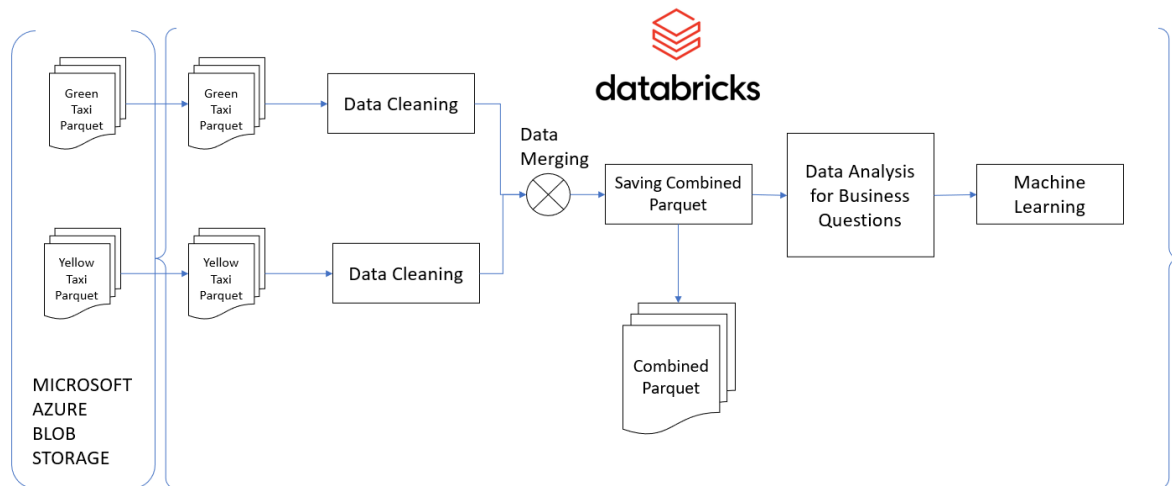 databricks
Green
Taxi
Parquet
Green
Taxi
Parquet
Data Cleaning
Data
Merging
Saving Combined
Parquet
Data Analysis
for Business
Questions
Machine
Learning
Yellow
Taxi
Parquet
Yellow
Taxi
Parquet
Data Cleaning
Combined
Parquet
MICROSOFT
AZURE
BLOB
STORAGE